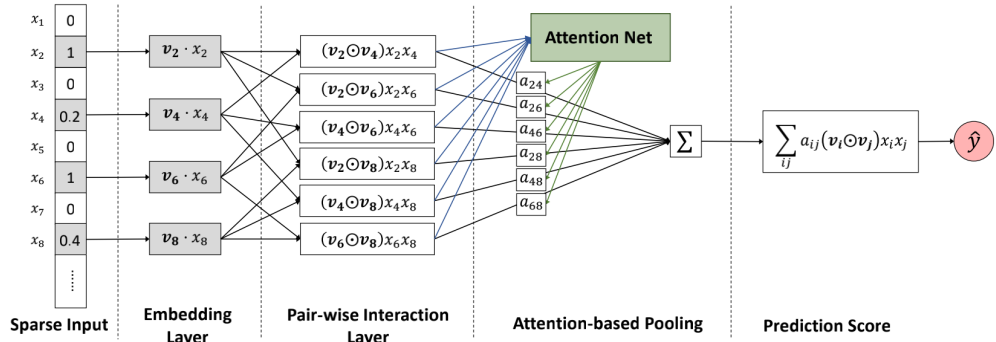 x₁ 0
x₂ 1
x₃ 0
x₄ 0.2
x₅ 0
x₆ 1
x₇ 0
x₈ 0.4
......
Sparse Input
v₂ · x₂
v₄ · x₄
v₆ · x₆
v₈ · x₈
Embedding
Layer
(v₂⊙v₄)x₂x₄
(v₂⊙v₆)x₂x₆
(v₄⊙v₆)x₄x₆
(v₂⊙v₈)x₂x₈
(v₄⊙v₈)x₄x₈
(v₆⊙v₈)x₆x₈
Pair-wise Interaction
Layer
Attention Net
a₂₄
a₂₆
a₄₆
a₂₈
a₄₈
a₆₈
Σ
Attention-based Pooling
∑ aᵢⱼ(vᵢ⊙vⱼ)xᵢxⱼ
ij
ŷ
Prediction Score